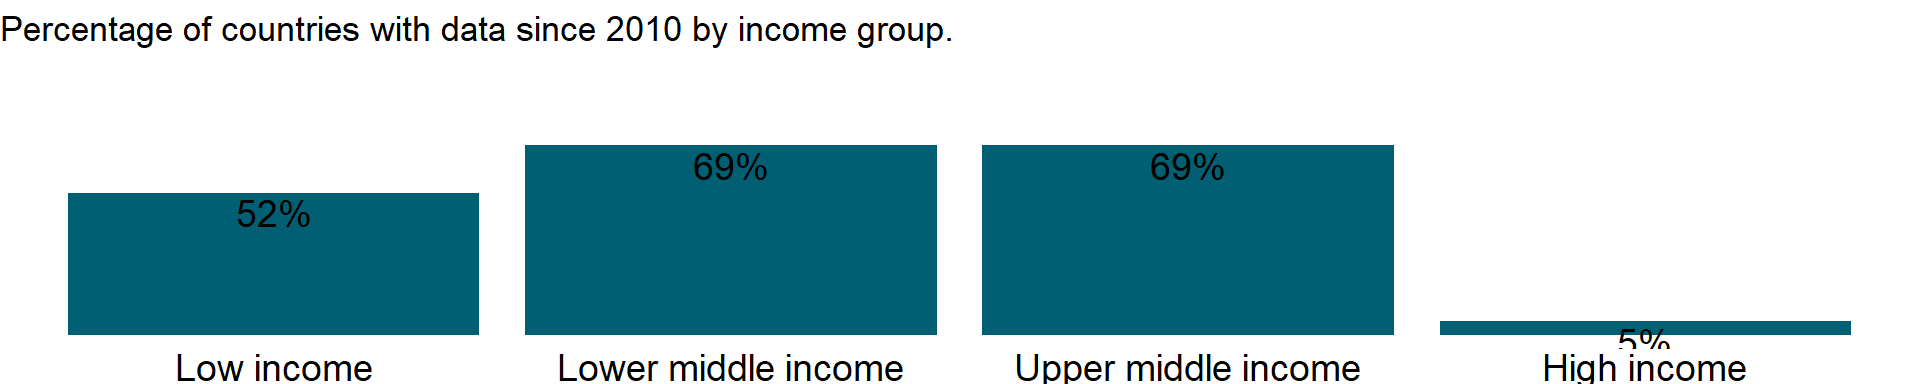 Percentage of countries with data since 2010 by income group.
52%
69%
69%
5%
Low income
Lower middle income
Upper middle income
High income